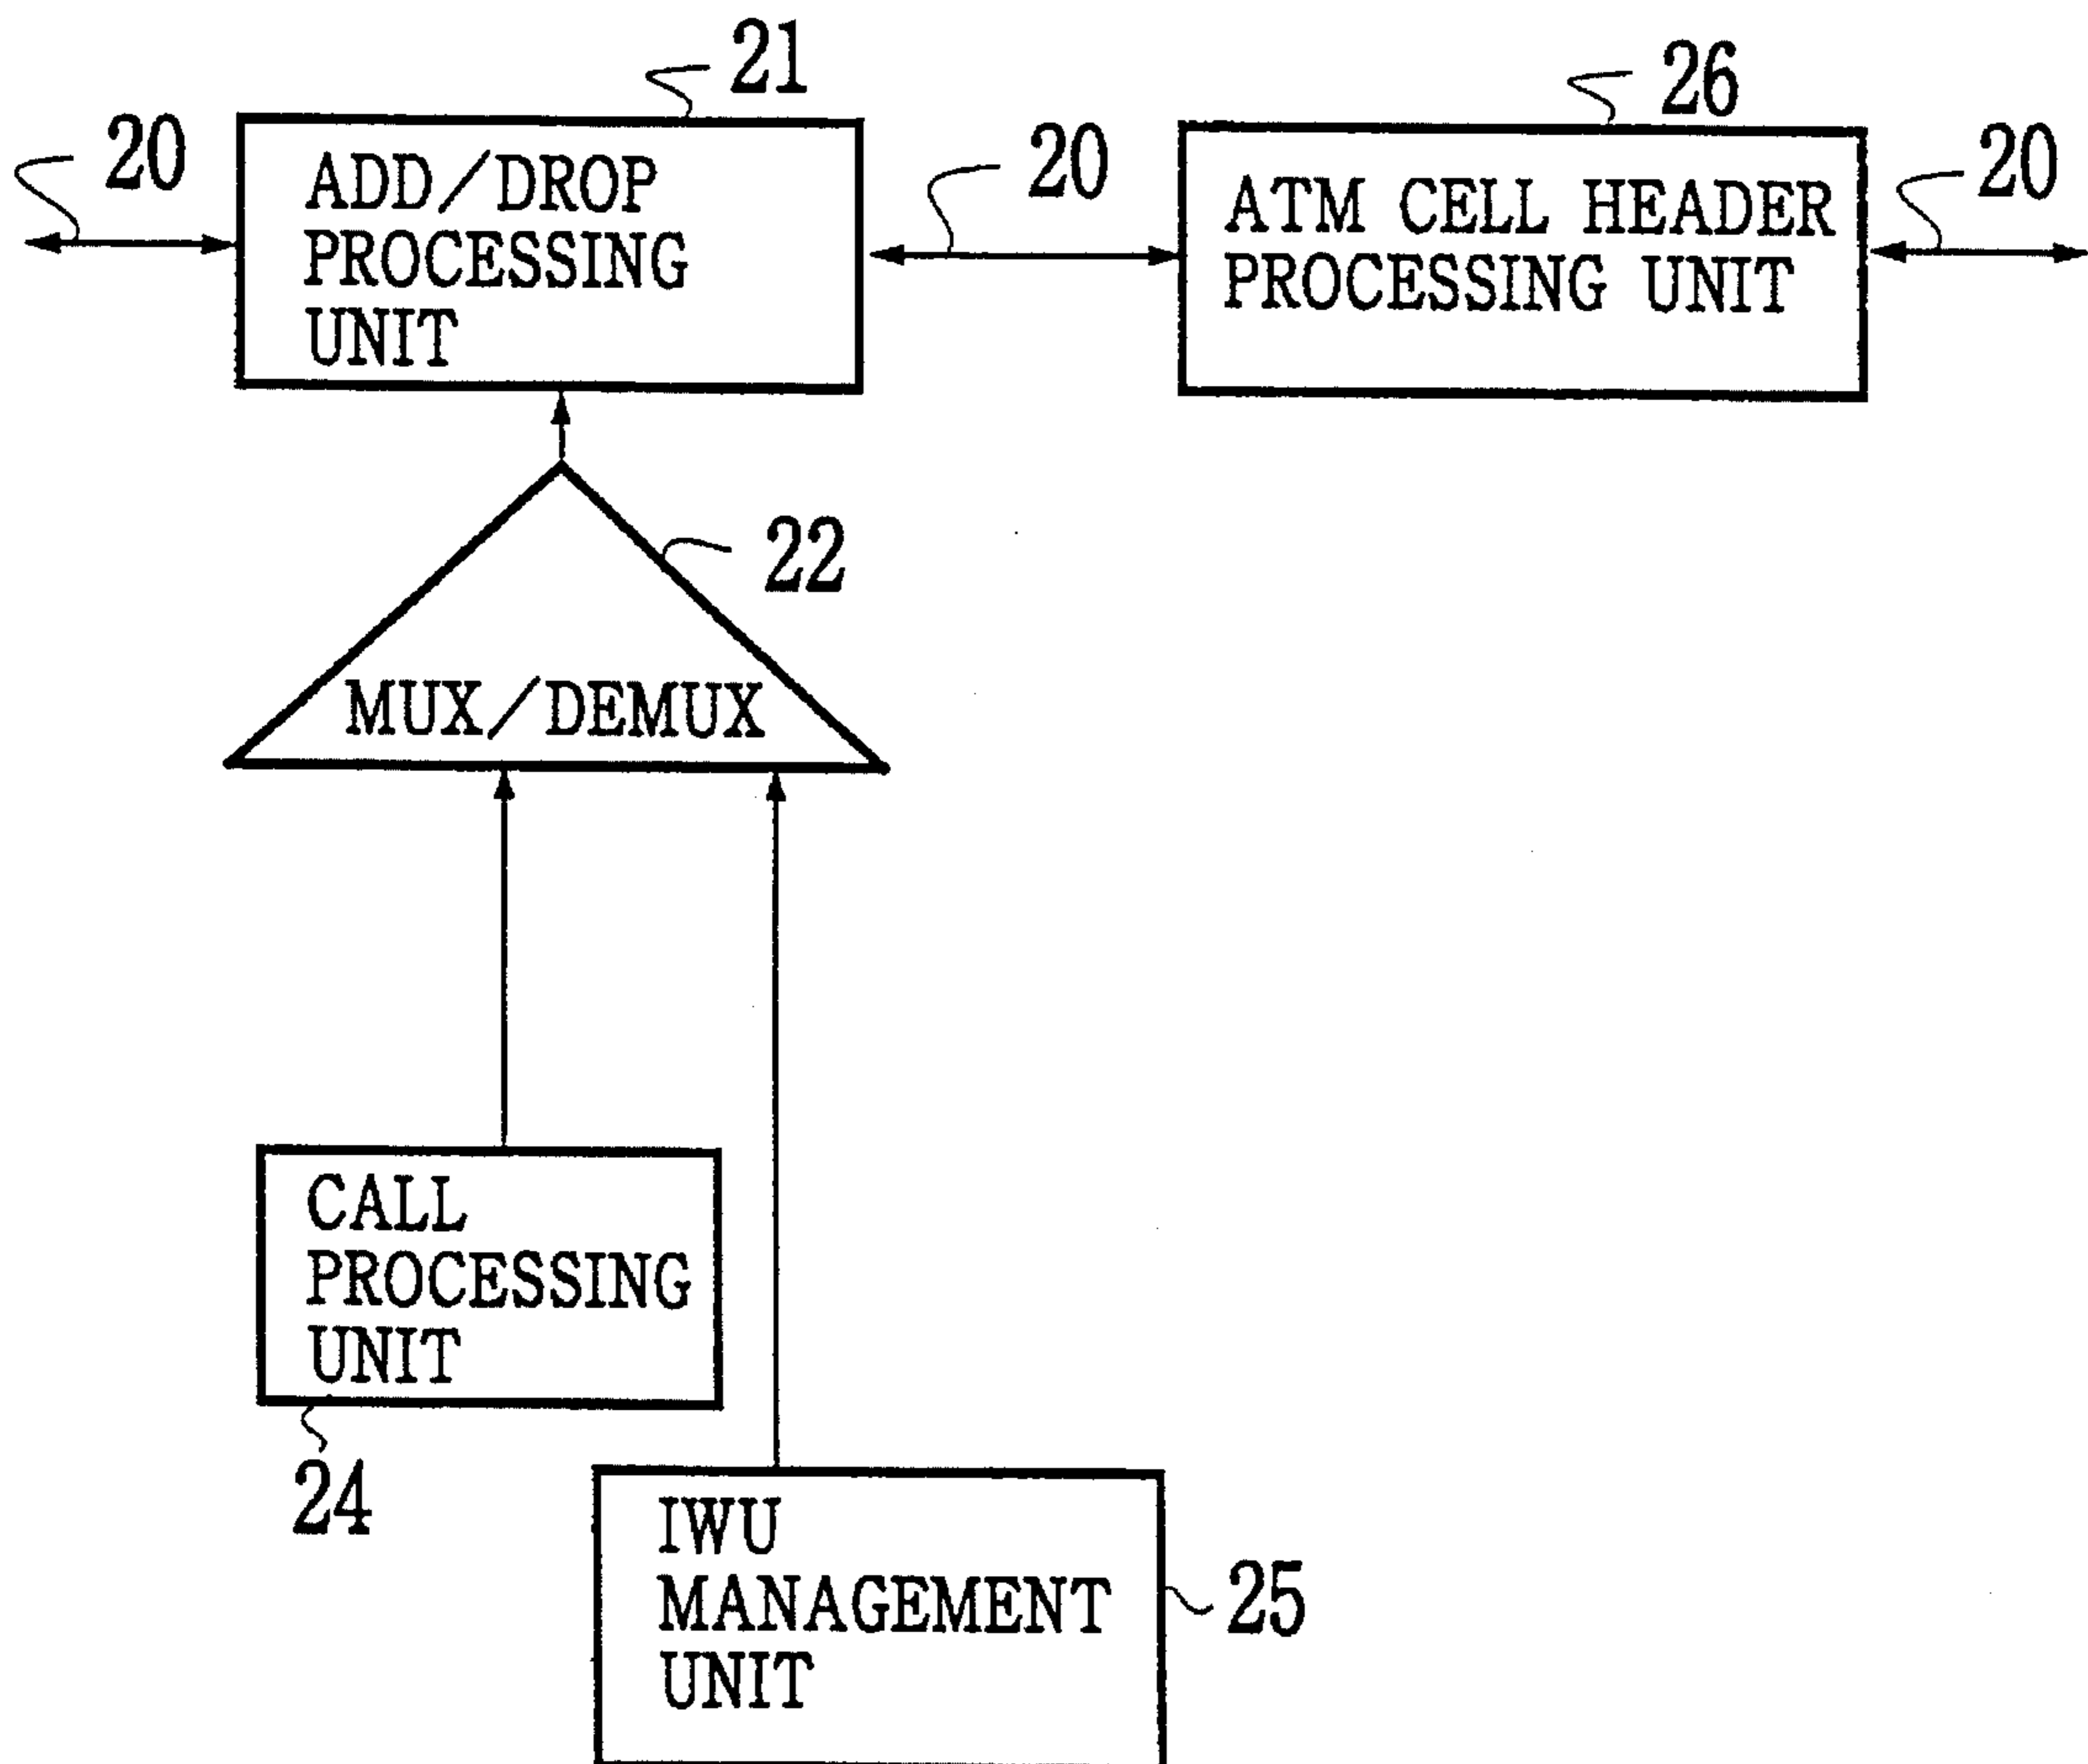 21
26
20
20
20
ADD/DROP
PROCESSING
UNIT
ATM CELL HEADER
PROCESSING UNIT
22
MUX/DEMUX
CALL
PROCESSING
UNIT
24
IWU
MANAGEMENT
UNIT
25